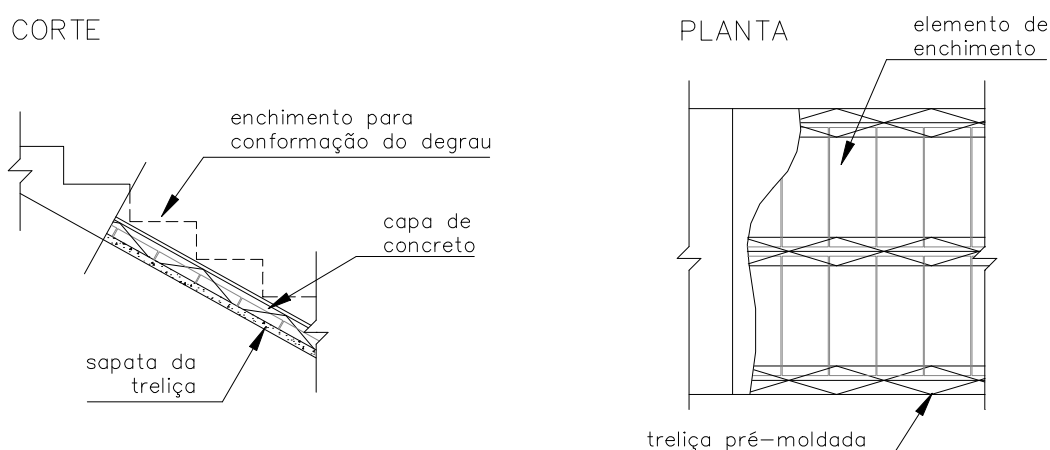 CORTE
enchimento para
conformação do degrau
capa de
concreto
sapata da
treliça
PLANTA
elemento de
enchimento
treliça pré-moldada